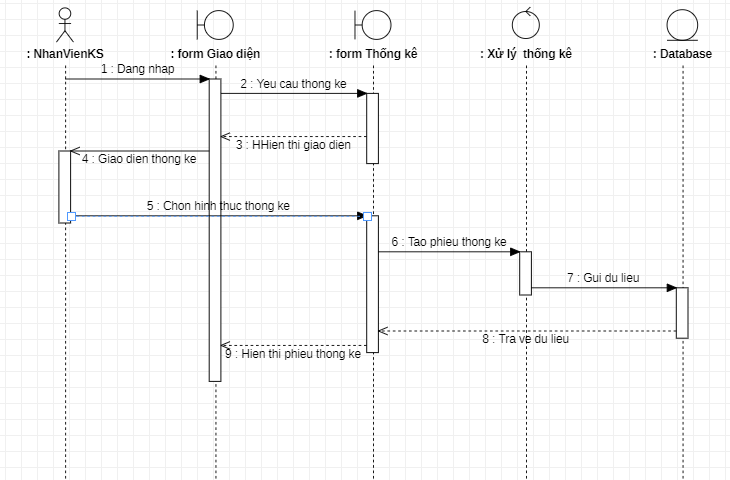 : NhanVienKS
: form Giao diện
: form Thống kê
: Xử lý thống kê
: Database
1 : Dang nhap
2 : Yeu cau thong ke
3 : HHien thi giao dien
4 : Giao dien thong ke
5 : Chon hinh thuc thong ke
6 : Tao phieu thong ke
7 : Gui du lieu
8 : Tra ve du lieu
9 : Hien thi phieu thong ke